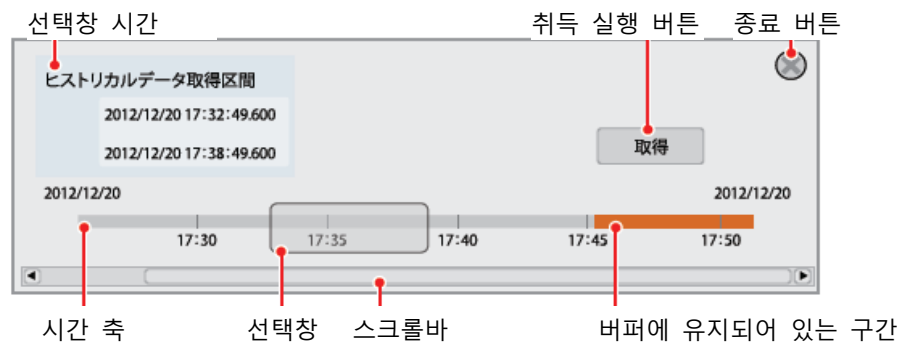 선택창 시간
취득 실행 버튼
종료 버튼
ヒストリカルデータ取得区間
2012/12/20 17:32:49.600
2012/12/20 17:38:49.600
取得
2012/12/20
2012/12/20
17:30
17:35
17:40
17:45
17:50
시간 축
선택창
스크롤바
버퍼에 유지되어 있는 구간